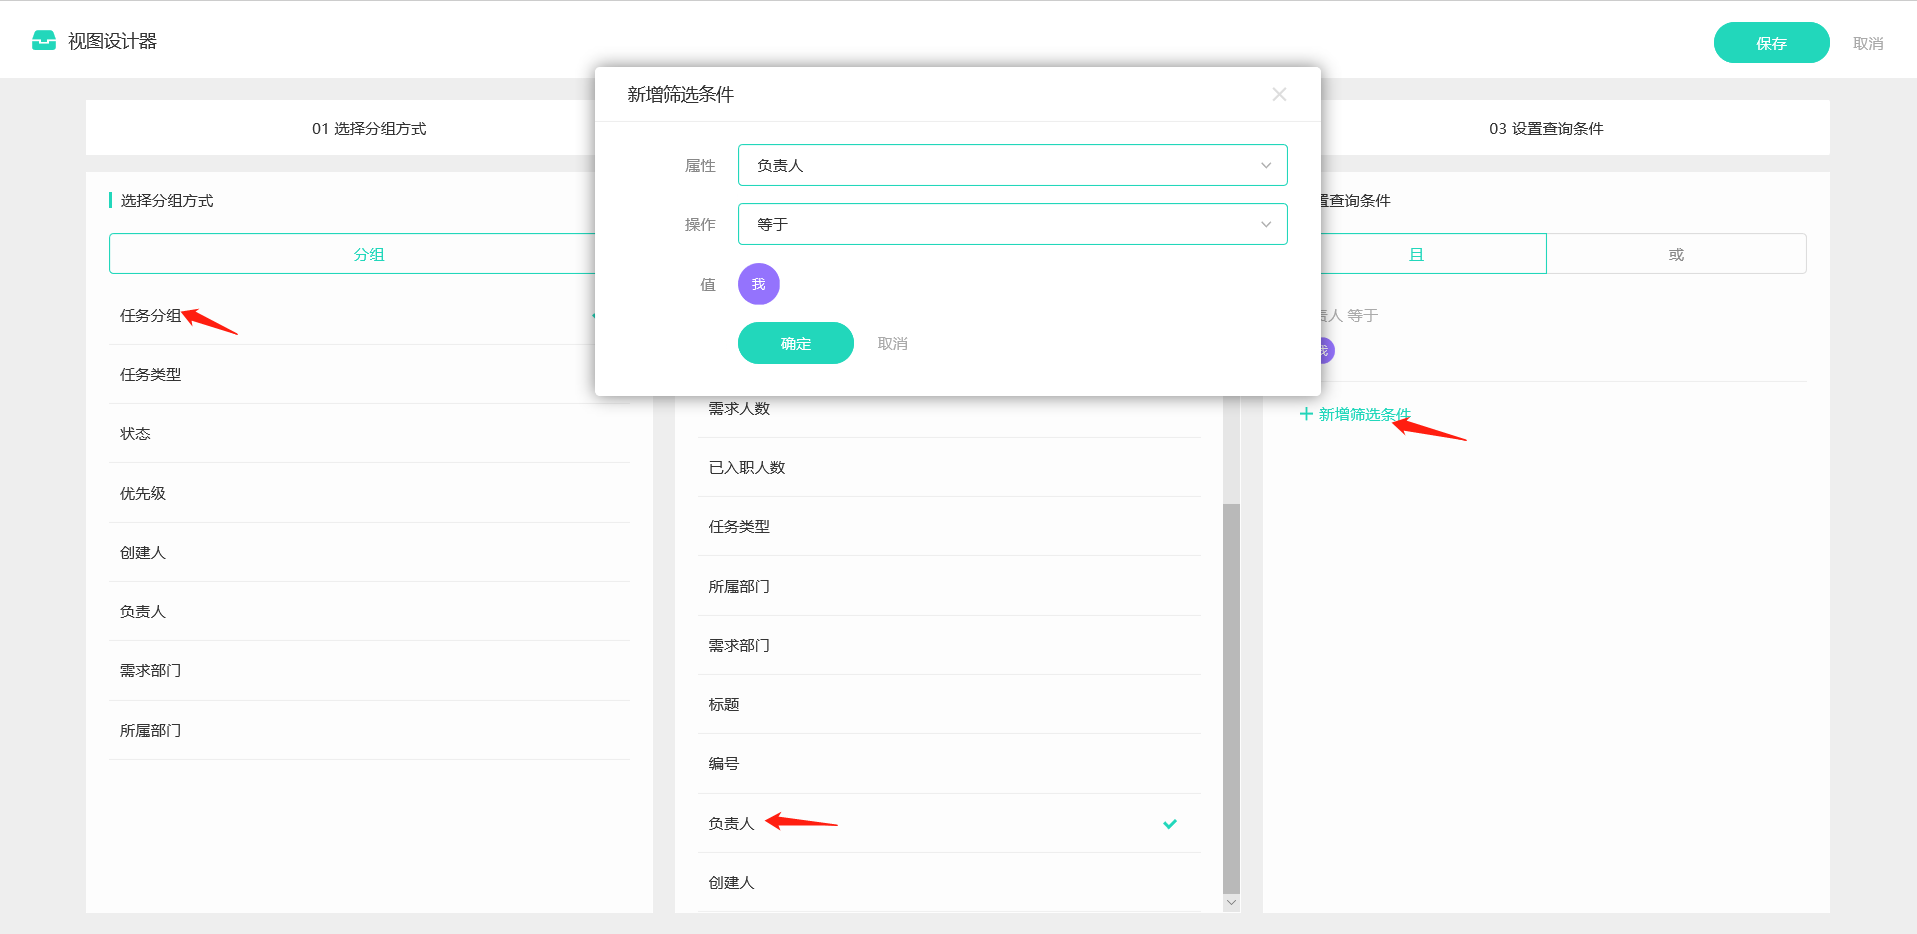 视图设计器
保存
取消
新增筛选条件
属性
负责人
操作
等于
值
我
确定
取消
01 选择分组方式
选择分组方式
分组
任务分组
任务类型
状态
优先级
创建人
负责人
需求部门
所属部门
需求人数
已入职人数
任务类型
所属部门
需求部门
标题
编号
负责人
创建人
03 设置查询条件
置查询条件
且
或
责人 等于
我
新增筛选条件